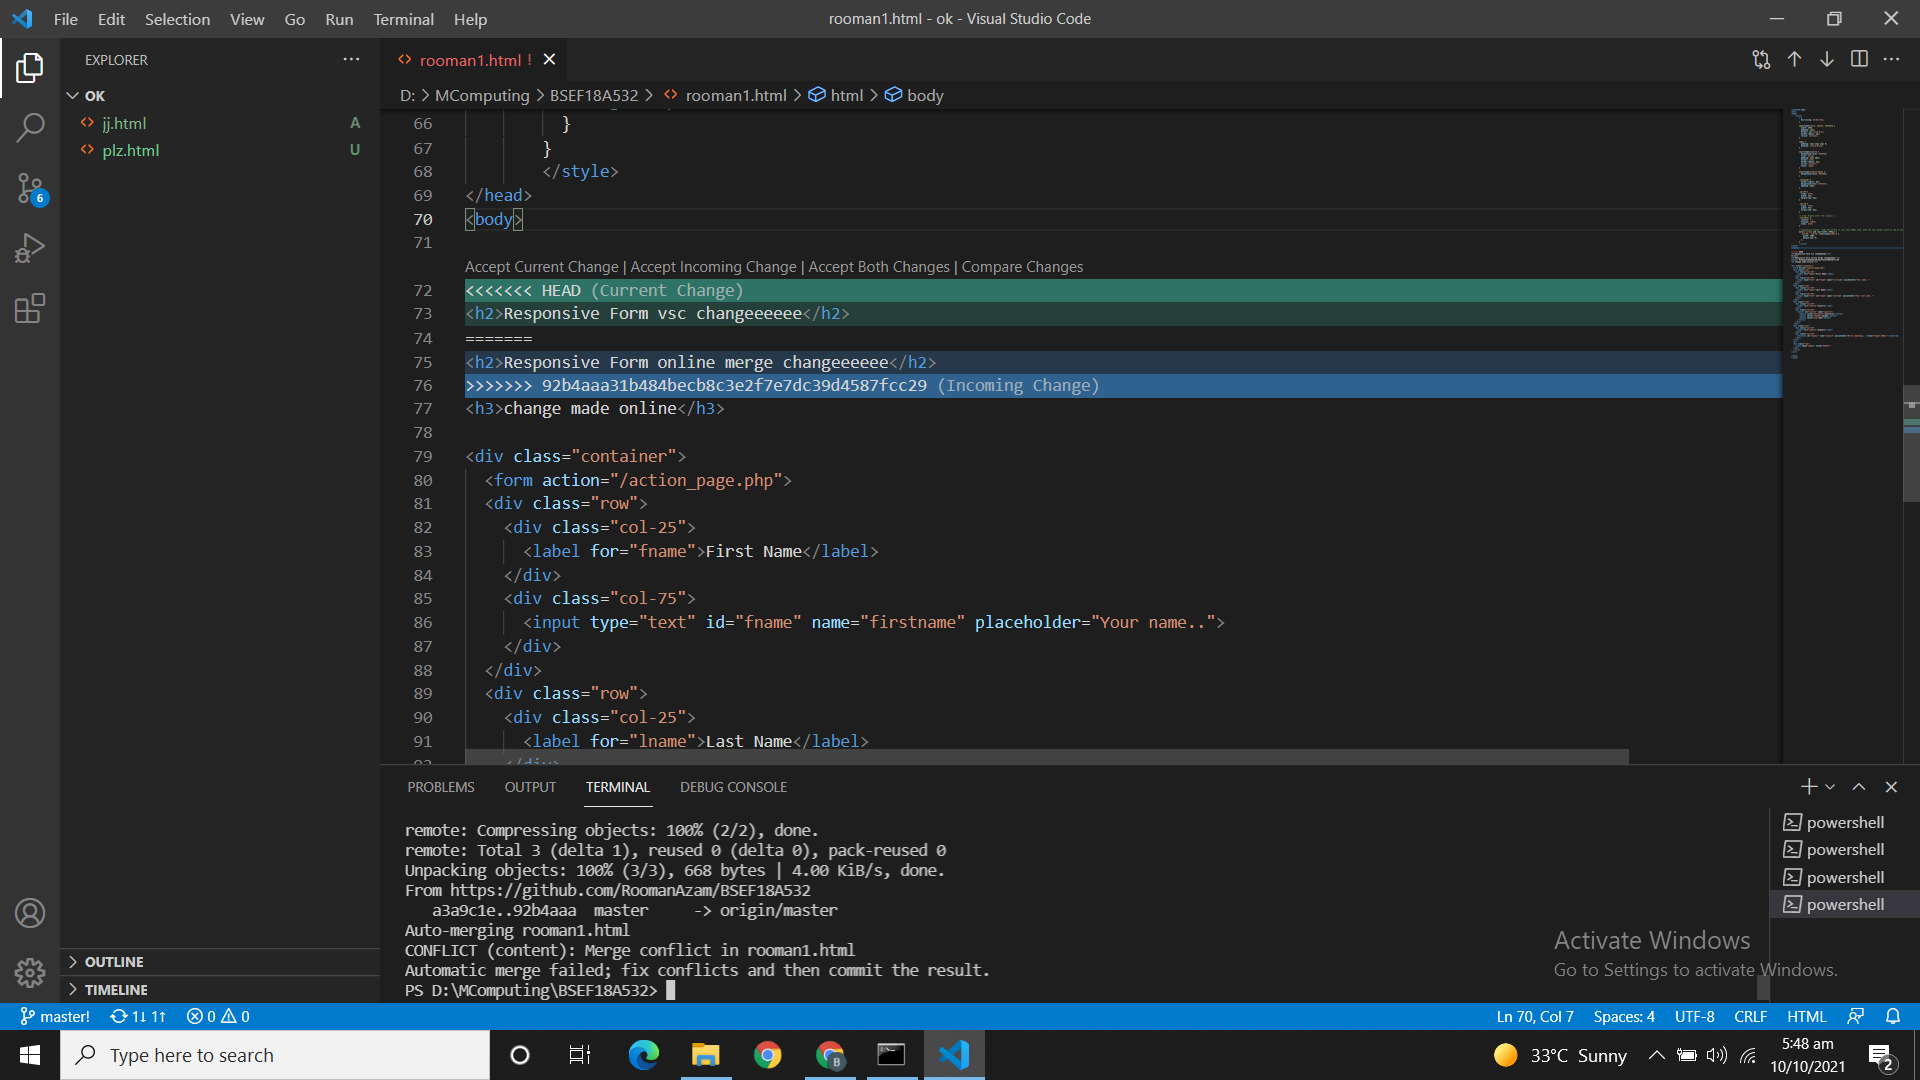 File Edit Selection View Go Run Terminal Help
rooman1.html - ok - Visual Studio Code
EXPLORER
OK
jj.html A
plz.html U
6
OUTLINE
TIMELINE
rooman1.html !
D: > MComputing > BSEF18A532 > rooman1.html > html > body
66 }
67 }
68 </style>
69 </head>
70 <body>
71
Accept Current Change | Accept Incoming Change | Accept Both Changes | Compare Changes
72 <<<<<<< HEAD (Current Change)
73 <h2>Responsive Form vsc changeeeeee</h2>
74 =======
75 <h2>Responsive Form online merge changeeeeee</h2>
76 >>>>>>> 92b4aaa31b484becb8c3e2f7e7dc39d4587fcc29 (Incoming Change)
77 <h3>change made online</h3>
78
79 <div class="container">
80 <form action="/action_page.php">
81 <div class="row">
82 <div class="col-25">
83 <label for="fname">First Name</label>
84 </div>
85 <div class="col-75">
86 <input type="text" id="fname" name="firstname" placeholder="Your name..">
87 </div>
88 </div>
89 <div class="row">
90 <div class="col-25">
91 <label for="lname">Last Name</label>
PROBLEMS OUTPUT TERMINAL DEBUG CONSOLE
remote: Compressing objects: 100% (2/2), done.
remote: Total 3 (delta 1), reused 0 (delta 0), pack-reused 0
Unpacking objects: 100% (3/3), 668 bytes | 4.00 KiB/s, done.
From https://github.com/RoomanAzam/BSEF18A532
a3a9c1e..92b4aaa master -> origin/master
Auto-merging rooman1.html
CONFLICT (content): Merge conflict in rooman1.html
Automatic merge failed; fix conflicts and then commit the result.
PS D:\MComputing\BSEF18A532>
powershell
powershell
powershell
powershell
Activate Windows
Go to Settings to activate Windows.
master! 1↓ 1↑ 0 0
Ln 70, Col 7 Spaces: 4 UTF-8 CRLF HTML
Type here to search
B
33°C Sunny
5:48 am
10/10/2021
2